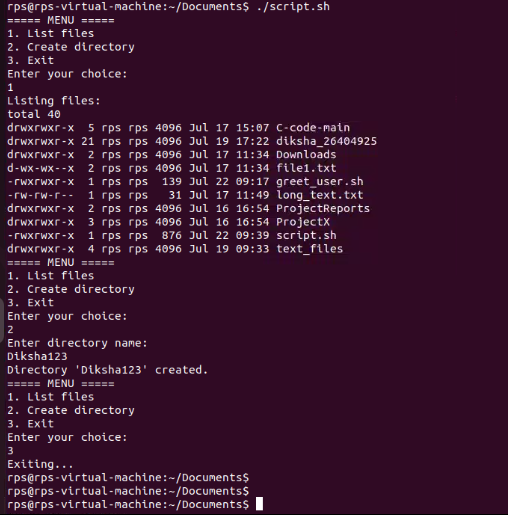 rps@rps-virtual-machine:~/Documents$ ./script.sh
===== MENU =====
1. List files
2. Create directory
3. Exit
Enter your choice:
1
Listing files:
total 40
drwxrwxr-x  5 rps rps 4096 Jul 17 15:07 C-code-main
drwxrwxr-x 21 rps rps 4096 Jul 19 17:22 diksha_26404925
drwxrwxr-x  2 rps rps 4096 Jul 17 11:34 Downloads
d-wx-wx--x  2 rps rps 4096 Jul 17 11:34 file1.txt
-rwxrwxr-x  1 rps rps  139 Jul 22 09:17 greet_user.sh
-rw-rw-r--  1 rps rps   31 Jul 17 11:49 long_text.txt
drwxrwxr-x  2 rps rps 4096 Jul 16 16:54 ProjectReports
drwxrwxr-x  3 rps rps 4096 Jul 16 16:54 ProjectX
-rwxrwxr-x  1 rps rps  876 Jul 22 09:39 script.sh
drwxrwxr-x  4 rps rps 4096 Jul 19 09:33 text_files
===== MENU =====
1. List files
2. Create directory
3. Exit
Enter your choice:
2
Enter directory name:
Diksha123
Directory 'Diksha123' created.
===== MENU =====
1. List files
2. Create directory
3. Exit
Enter your choice:
3
Exiting...
rps@rps-virtual-machine:~/Documents$
rps@rps-virtual-machine:~/Documents$
rps@rps-virtual-machine:~/Documents$